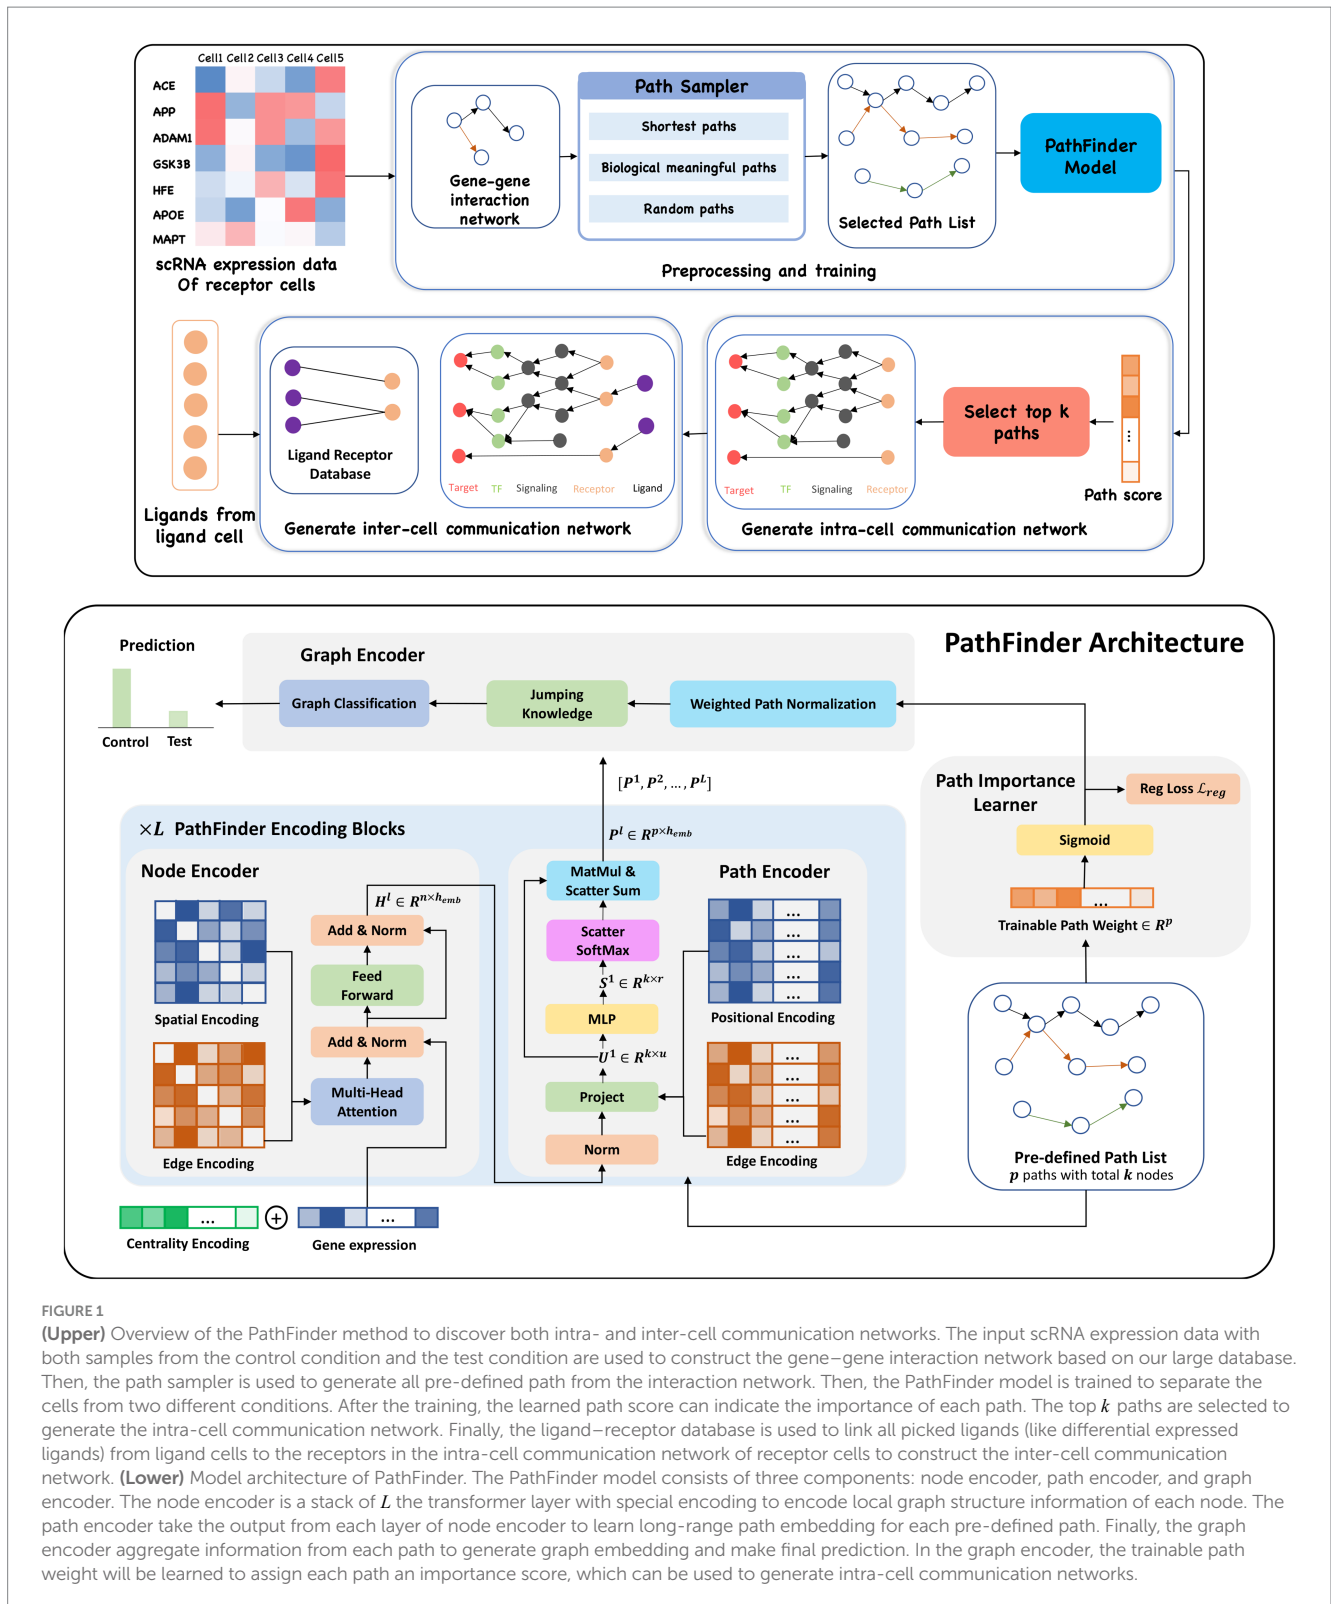 Cell1 Cell2 Cell3 Cell4 Cell5
ACE
APP
ADAM1
GSK3B
HFE
APOE
MAPT
scRNA expression data
Of receptor cells
Gene-gene
interaction
network
Path Sampler
Shortest paths
Biological meaningful paths
Random paths
Selected Path List
PathFinder
Model
Preprocessing and training
Ligands from
ligand cell
Ligand Receptor
Database
Target TF Signaling Receptor Ligand
Generate inter-cell communication network
Target TF Signaling Receptor
Generate intra-cell communication network
Select top k
paths
...
Path score
PathFinder Architecture
Prediction
Control Test
Graph Encoder
Graph Classification
Jumping
Knowledge
Weighted Path Normalization
[P¹, P², ..., Pᴸ]
Path Importance
Learner
Reg Loss ℒ_reg
Sigmoid
...
Trainable Path Weight ∈ Rᵖ
×L PathFinder Encoding Blocks
Pˡ ∈ R^{p×h_emb}
Node Encoder
Hˡ ∈ R^{n×h_emb}
Add & Norm
Feed
Forward
Add & Norm
Multi-Head
Attention
Spatial Encoding
Edge Encoding
Path Encoder
MatMul &
Scatter Sum
Scatter
SoftMax
S¹ ∈ R^{k×r}
MLP
U¹ ∈ R^{k×u}
Project
Norm
...
...
...
...
...
Positional Encoding
...
...
...
...
...
Edge Encoding
Pre-defined Path List
p paths with total k nodes
...
Centrality Encoding
+
...
Gene expression
FIGURE 1
(Upper) Overview of the PathFinder method to discover both intra- and inter-cell communication networks. The input scRNA expression data with
both samples from the control condition and the test condition are used to construct the gene–gene interaction network based on our large database.
Then, the path sampler is used to generate all pre-defined path from the interaction network. Then, the PathFinder model is trained to separate the
cells from two different conditions. After the training, the learned path score can indicate the importance of each path. The top k paths are selected to
generate the intra-cell communication network. Finally, the ligand–receptor database is used to link all picked ligands (like differential expressed
ligands) from ligand cells to the receptors in the intra-cell communication network of receptor cells to construct the inter-cell communication
network. (Lower) Model architecture of PathFinder. The PathFinder model consists of three components: node encoder, path encoder, and graph
encoder. The node encoder is a stack of L the transformer layer with special encoding to encode local graph structure information of each node. The
path encoder take the output from each layer of node encoder to learn long-range path embedding for each pre-defined path. Finally, the graph
encoder aggregate information from each path to generate graph embedding and make final prediction. In the graph encoder, the trainable path
weight will be learned to assign each path an importance score, which can be used to generate intra-cell communication networks.